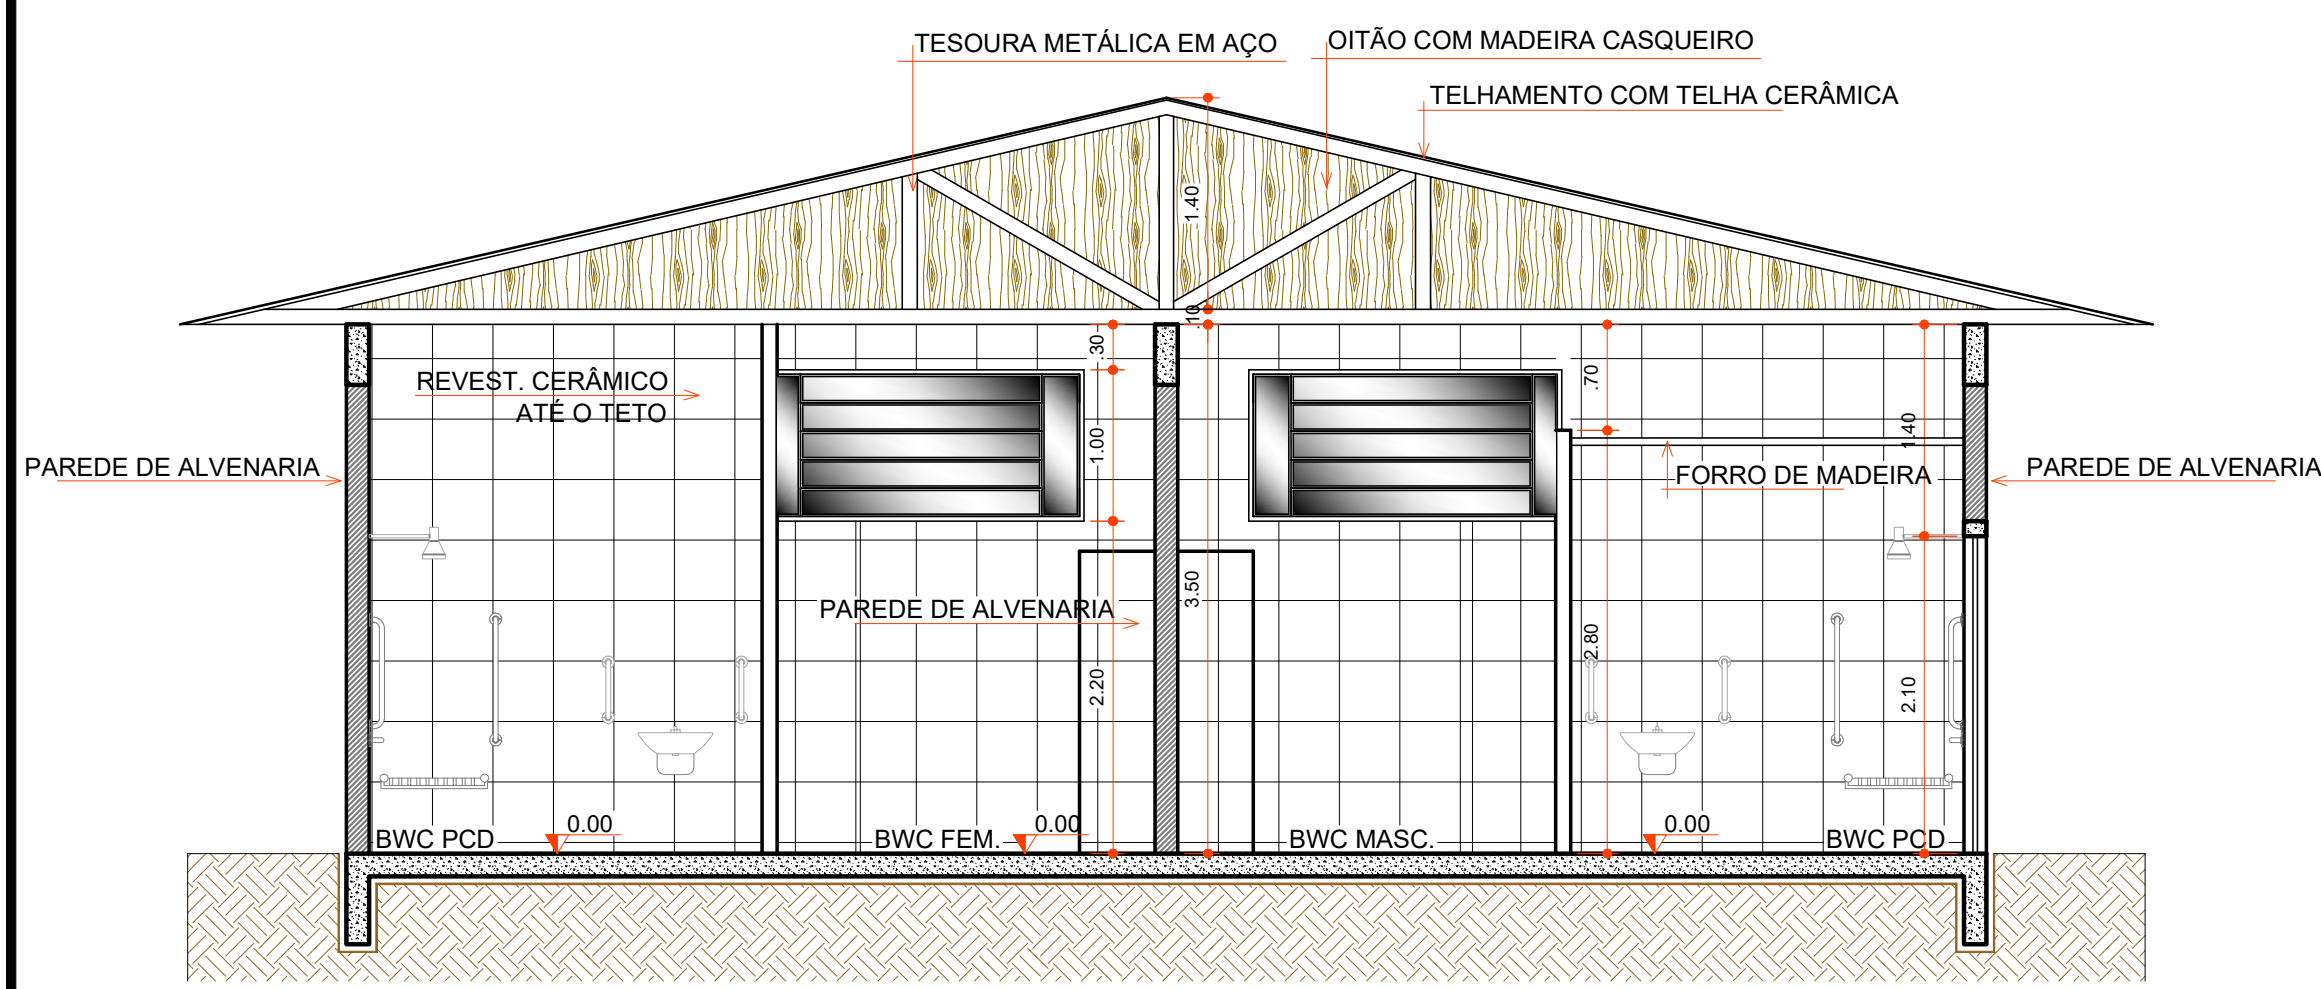 TESOURA METÁLICA EM AÇO
OITÃO COM MADEIRA CASQUEIRO
TELHAMENTO COM TELHA CERÂMICA
1.40
.10
.30
.70
REVEST. CERÂMICO
ATÉ O TETO
1.00
1.40
PAREDE DE ALVENARIA
FORRO DE MADEIRA
PAREDE DE ALVENARIA
3.50
PAREDE DE ALVENARIA
2.80
2.20
2.10
0.00
0.00
0.00
BWC PCD
BWC FEM.
BWC MASC.
BWC PCD